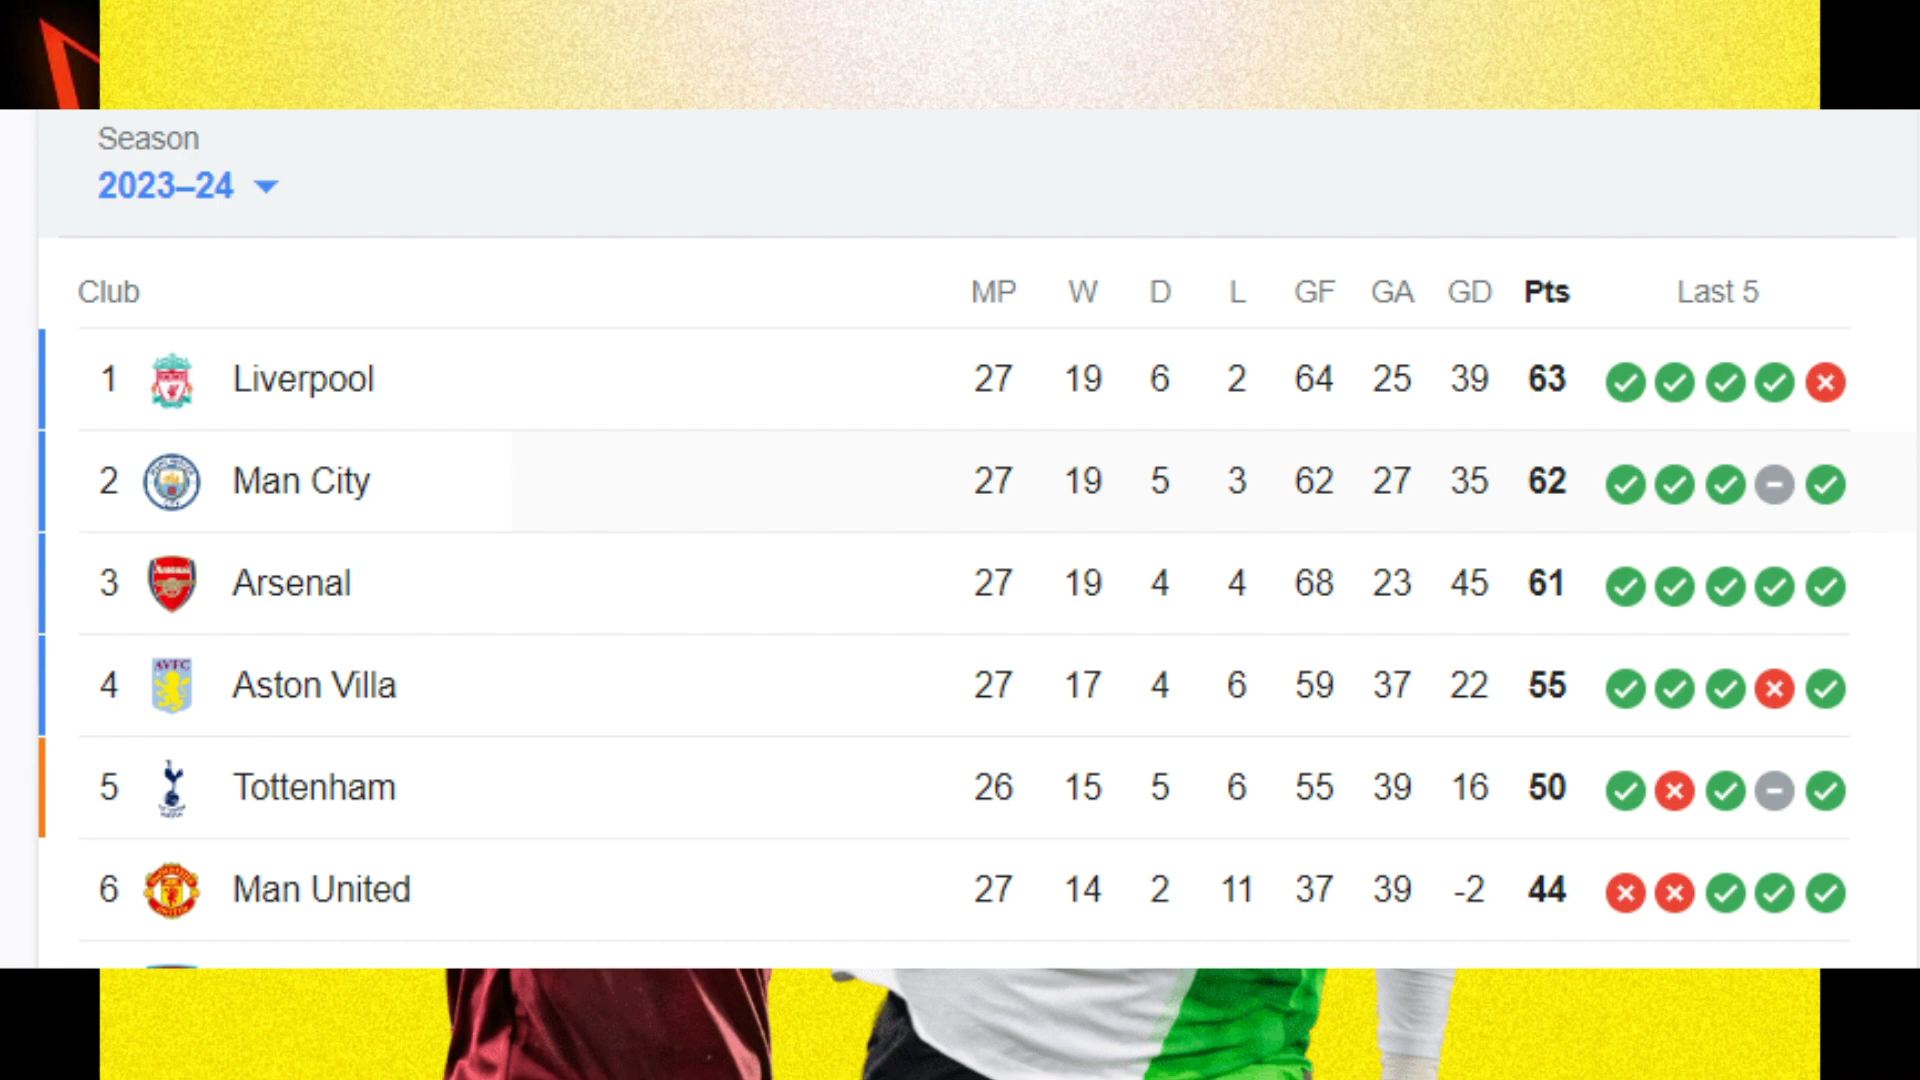 Season
2023–24
Club MP W D L GF GA GD Pts Last 5
1 Liverpool 27 19 6 2 64 25 39 63
2 Man City 27 19 5 3 62 27 35 62
3 Arsenal 27 19 4 4 68 23 45 61
4 AVFC Aston Villa 27 17 4 6 59 37 22 55
5 Tottenham 26 15 5 6 55 39 16 50
6 Man United 27 14 2 11 37 39 -2 44